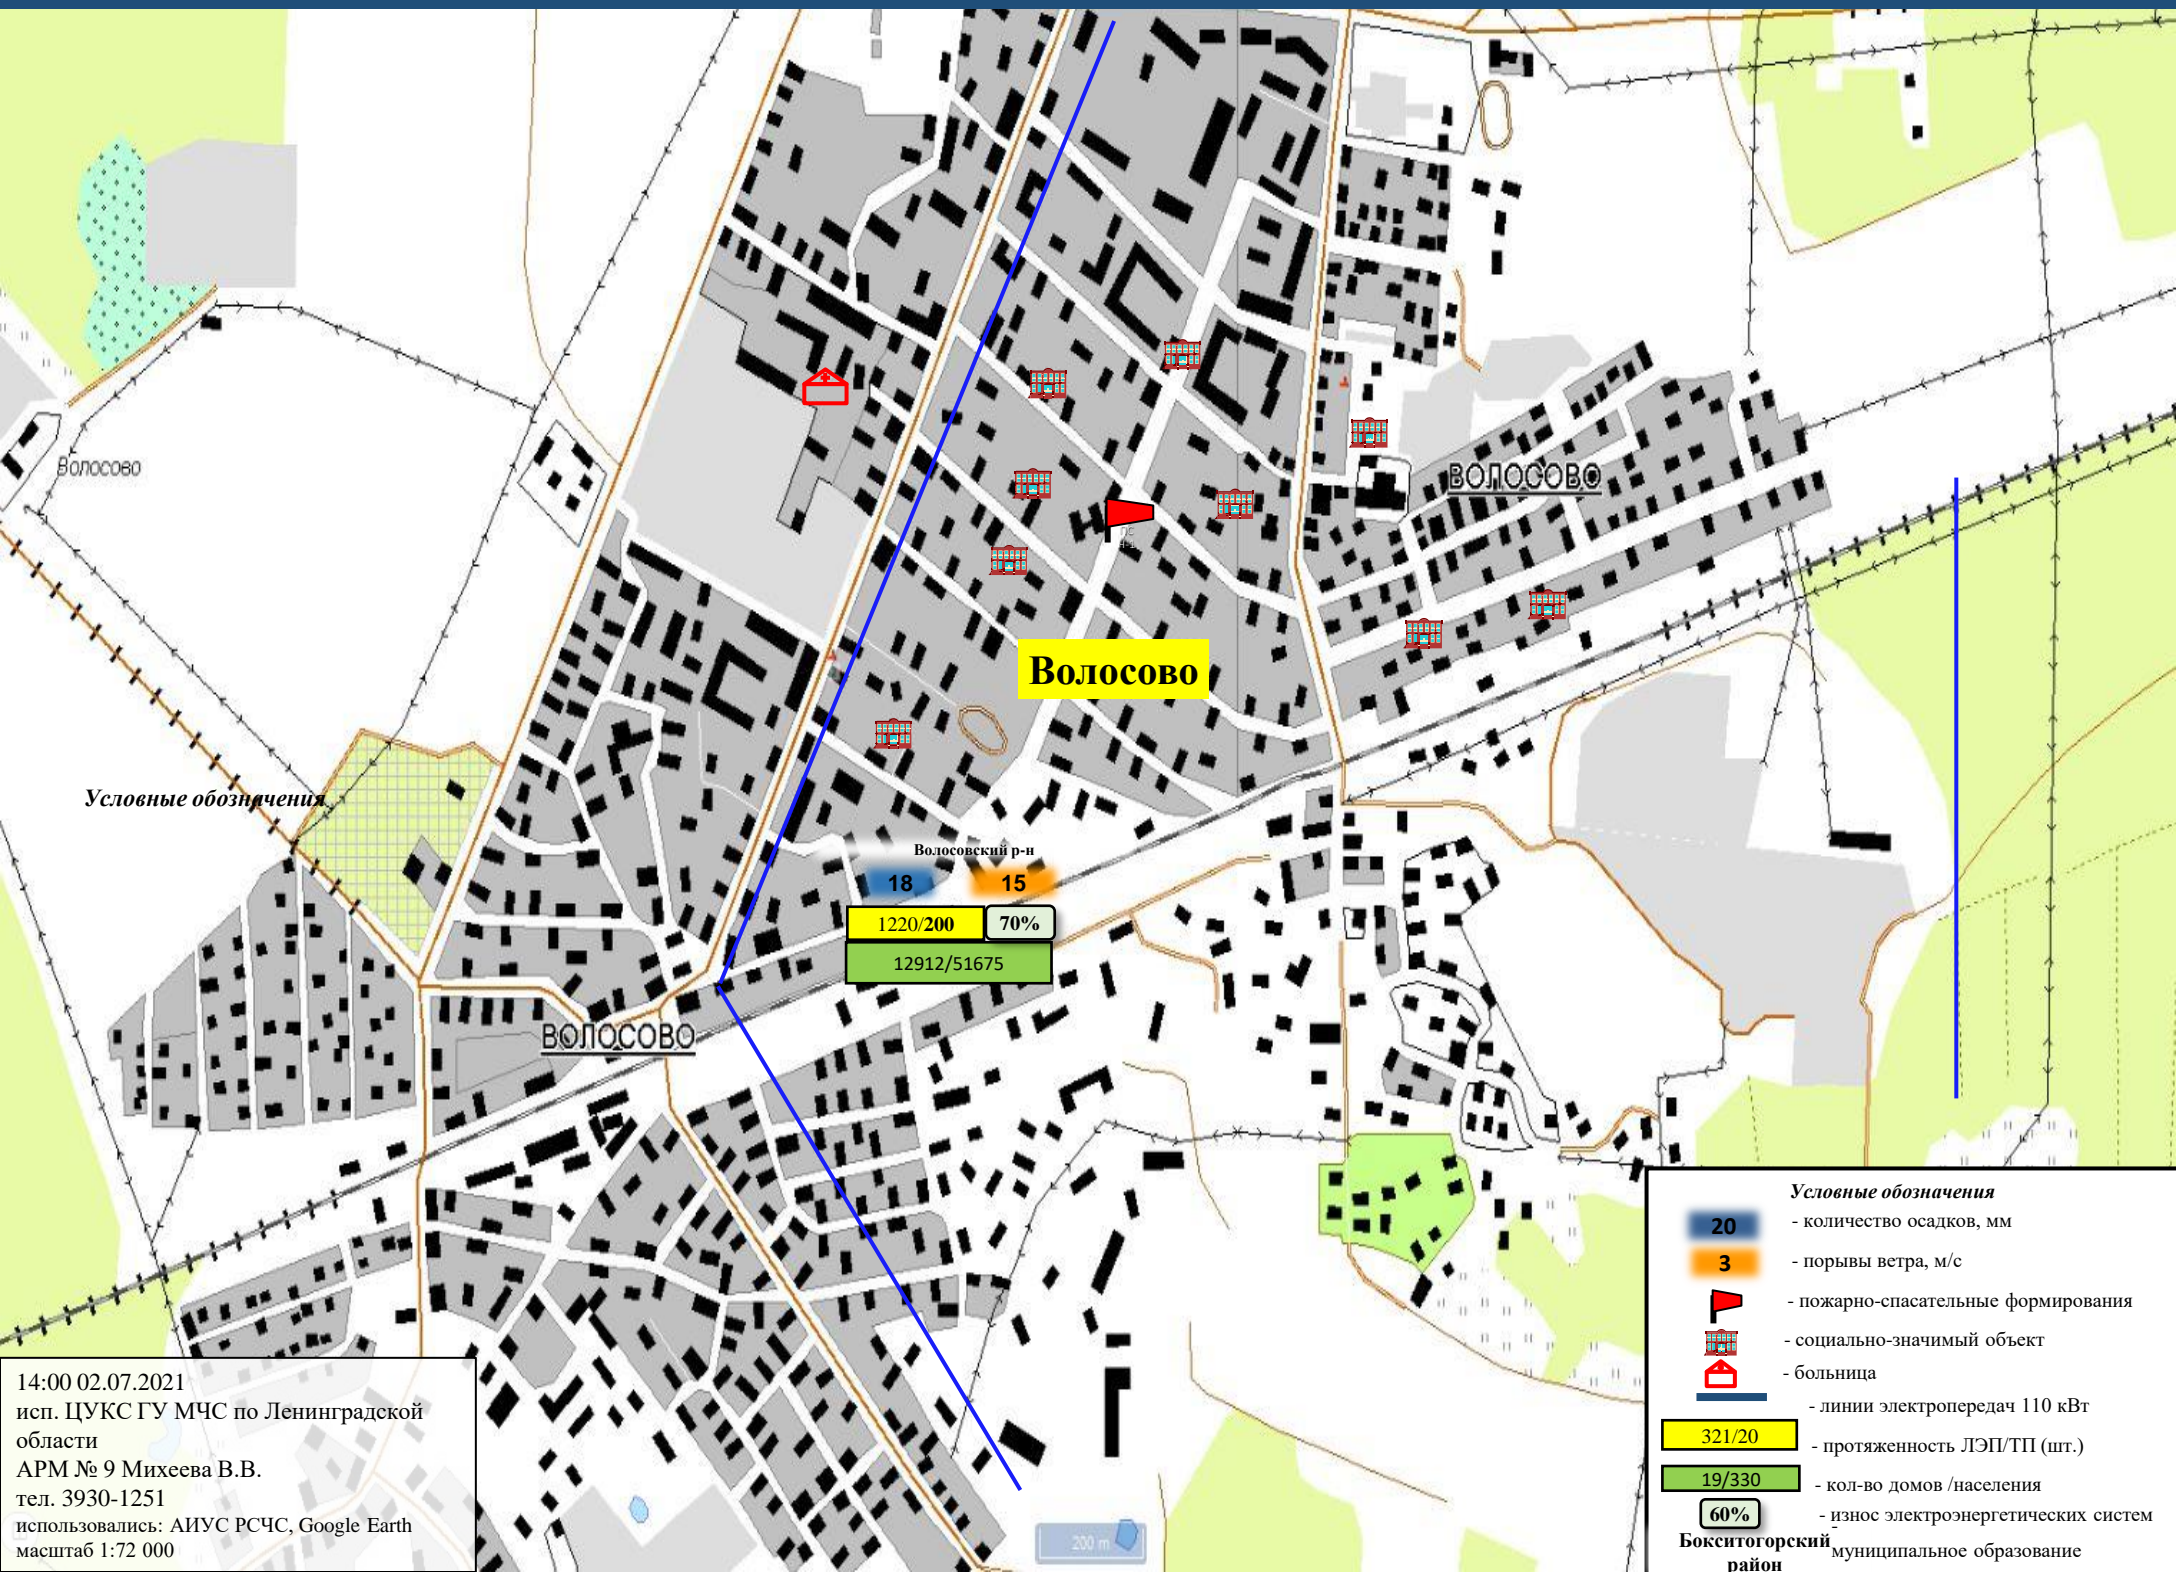 Волосово
ВОЛОСОВО
Волосово
Условные обозначения
Волосовский р-н
18
15
1220/200
70%
12912/51675
ВОЛОСОВО
14:00 02.07.2021
исп. ЦУКС ГУ МЧС по Ленинградской
области
АРМ № 9 Михеева В.В.
тел. 3930-1251
использовались: АИУС РСЧС, Google Earth
масштаб 1:72 000
200 m
Условные обозначения
20 - количество осадков, мм
3 - порывы ветра, м/с
- пожарно-спасательные формирования
- социально-значимый объект
- больница
- линии электропередач 110 кВт
321/20 - протяженность ЛЭП/ТП (шт.)
19/330 - кол-во домов /населения
60% - износ электроэнергетических систем
Бокситогорский -
район муниципальное образование